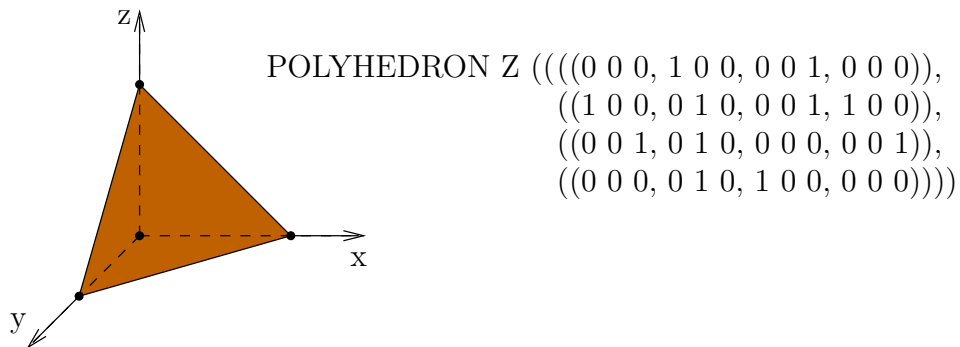 z
POLYHEDRON Z ((((0 0 0, 1 0 0, 0 0 1, 0 0 0)),
((1 0 0, 0 1 0, 0 0 1, 1 0 0)),
((0 0 1, 0 1 0, 0 0 0, 0 0 1)),
((0 0 0, 0 1 0, 1 0 0, 0 0 0))))
x
y